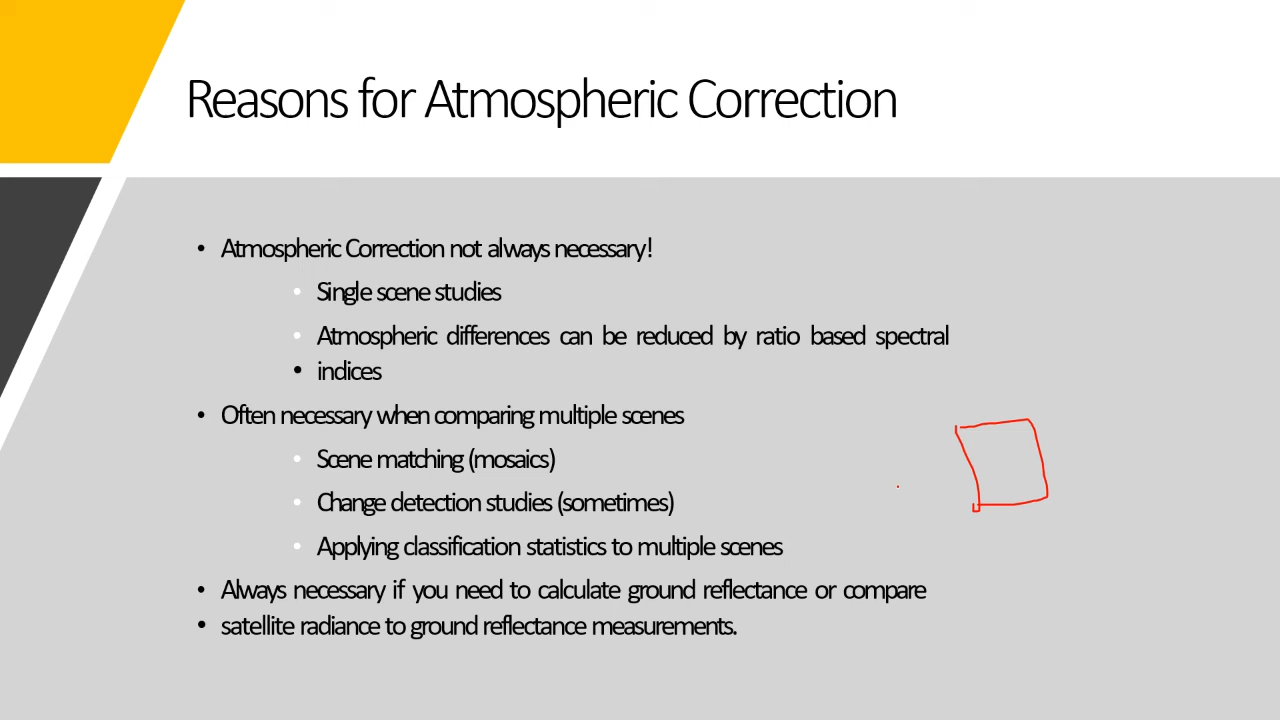 Reasons for Atmospheric Correction
• Atmospheric Correction not always necessary!
• Single scene studies
• Atmospheric differences can be reduced by ratio based spectral
• indices
• Often necessary when comparing multiple scenes
• Scene matching (mosaics)
• Change detection studies (sometimes)
• Applying classification statistics to multiple scenes
• Always necessary if you need to calculate ground reflectance or compare
• satellite radiance to ground reflectance measurements.